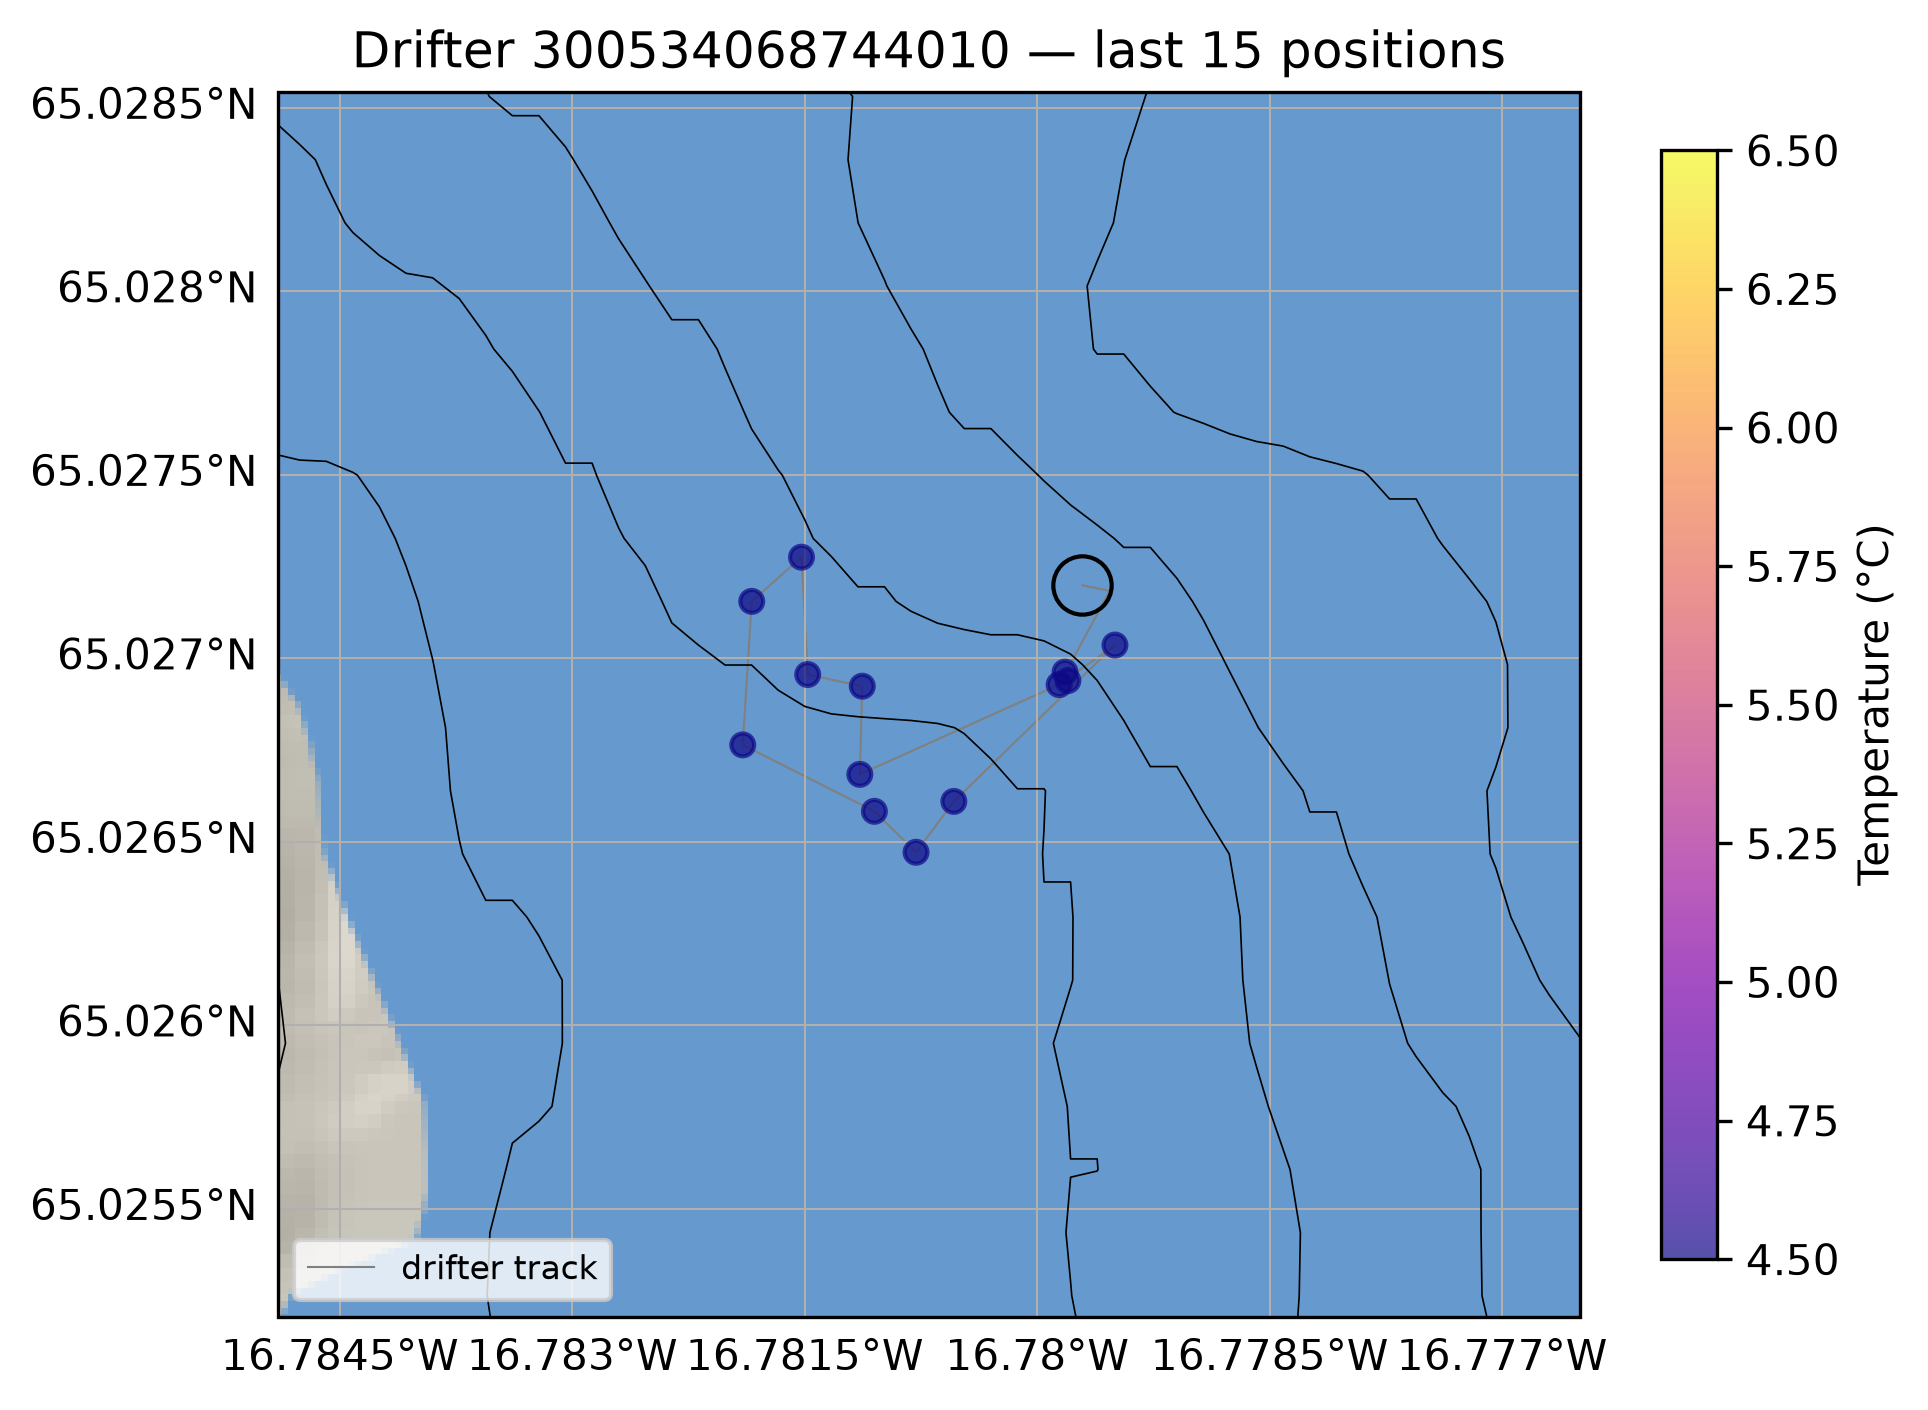 Drifter 300534068744010 — last 15 positions
65.0285°N
65.028°N
65.0275°N
65.027°N
65.0265°N
65.026°N
65.0255°N
16.7845°W 16.783°W 16.7815°W 16.78°W 16.7785°W 16.777°W
drifter track
6.50
6.25
6.00
5.75
5.50
5.25
5.00
4.75
4.50
Temperature (°C)